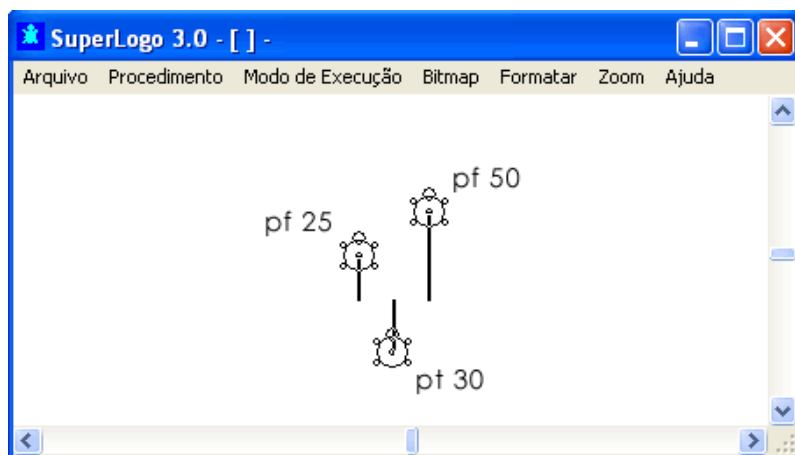 SuperLogo 3.0 - [ ] -
Arquivo Procedimento Modo de Execução Bitmap Formatar Zoom Ajuda
pf 50
pf 25
pt 30